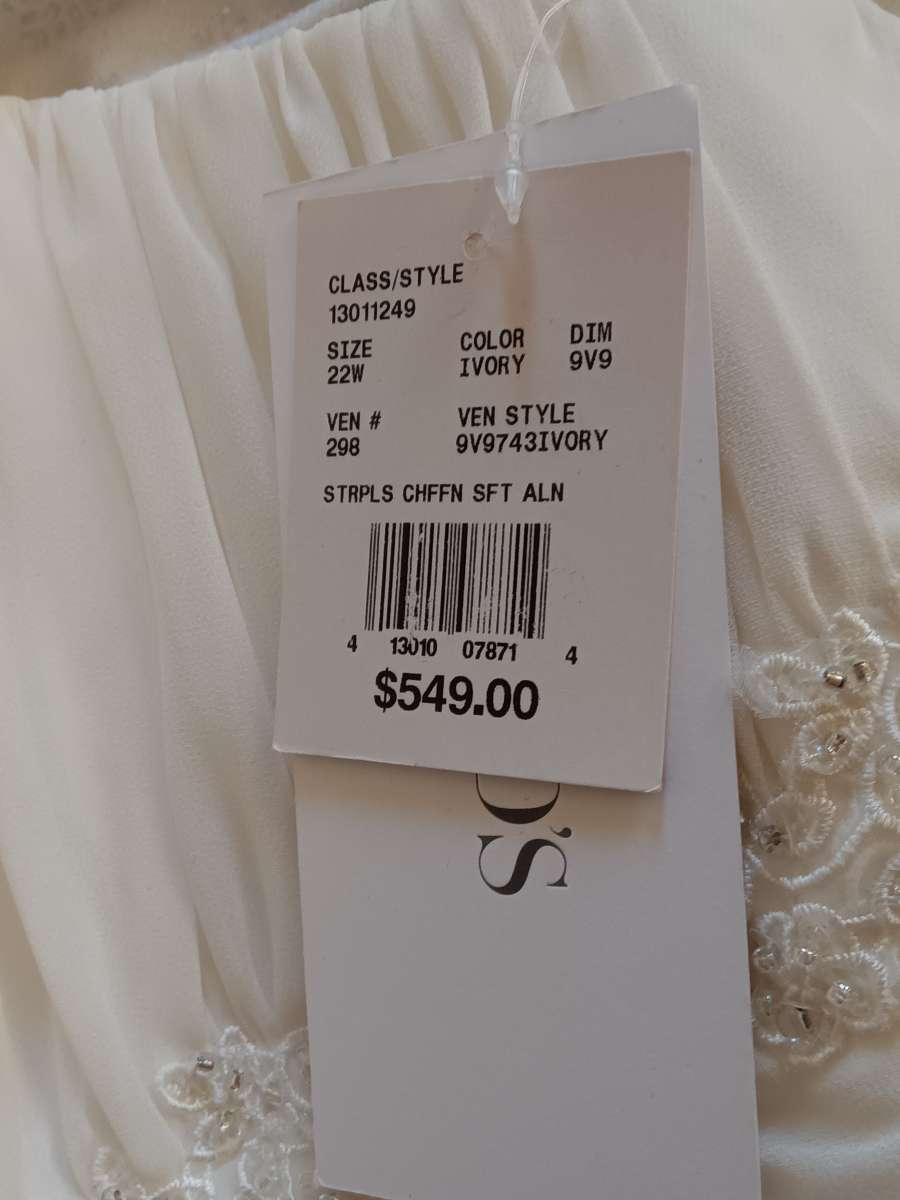 CLASS/STYLE
13011249
SIZE COLOR DIM
22W IVORY 9V9
VEN # VEN STYLE
298 9V9743IVORY
STRPLS CHFFN SFT ALN
4 13010 07871 4
$549.00
D'S